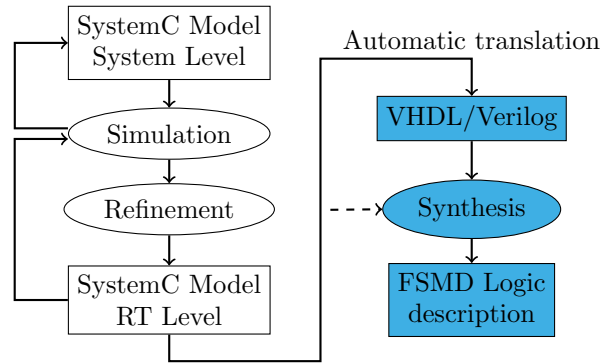 SystemC Model
System Level
Simulation
Refinement
SystemC Model
RT Level
Automatic translation
VHDL/Verilog
Synthesis
FSMD Logic
description